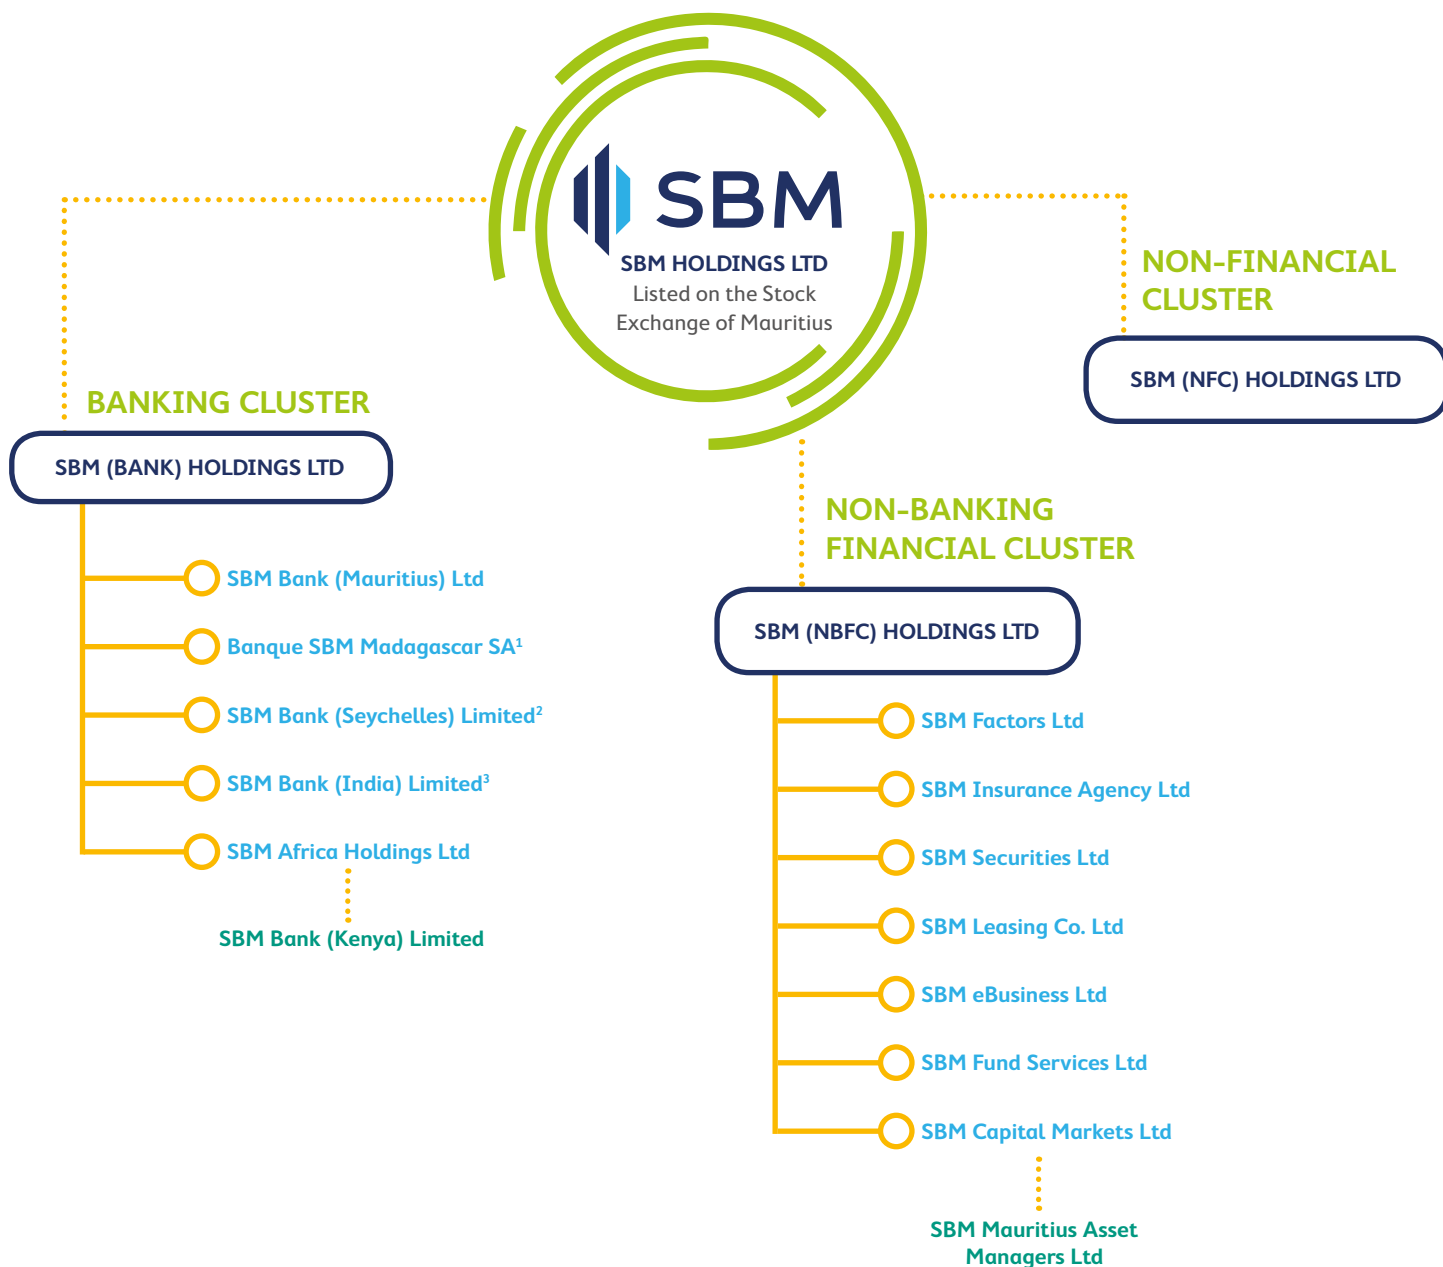 SBM
SBM HOLDINGS LTD
Listed on the Stock
Exchange of Mauritius
BANKING CLUSTER
SBM (BANK) HOLDINGS LTD
SBM Bank (Mauritius) Ltd
Banque SBM Madagascar SA¹
SBM Bank (Seychelles) Limited²
SBM Bank (India) Limited³
SBM Africa Holdings Ltd
SBM Bank (Kenya) Limited
NON-BANKING
FINANCIAL CLUSTER
SBM (NBFC) HOLDINGS LTD
SBM Factors Ltd
SBM Insurance Agency Ltd
SBM Securities Ltd
SBM Leasing Co. Ltd
SBM eBusiness Ltd
SBM Fund Services Ltd
SBM Capital Markets Ltd
SBM Mauritius Asset
Managers Ltd
NON-FINANCIAL
CLUSTER
SBM (NFC) HOLDINGS LTD